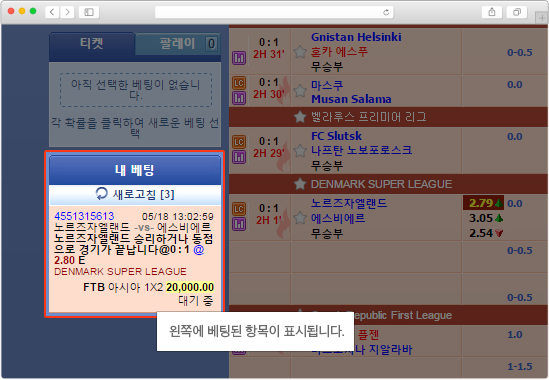 티켓
플레이 0
아직 선택한 베팅이 없습니
다.
각 확률을 클릭하여 새로운 베팅 선
택
내 베팅
새로고침 [3]
4551315613 05/18 13:02:59
노르즈자엘랜드 -vs- 에스비에르
노르즈자엘랜드 승리하거나 동점
으로 경기가 끝납니다@0:1 @
2.80 E
DENMARK SUPER LEAGUE
FTB 아시아 1X2 20,000.00
대기 중
0:1
2H 31'
Gnistan Helsinki
혼카 에스푸
무승부
0-0.5
LC
0:1
2H 30'
마스쿠
Musan Salama
0.0
벨라루스 프리미어 리그
LC
0:1
2H 29'
FC Slutsk
나프탄 노보포로스크
무승부
0.0
DENMARK SUPER LEAGUE
LC
0:1
2H 1'
노르즈자엘랜드 2.79
에스비에르 3.05
무승부 2.54
0.0
0-0.5
0-0.5
Republic First League
플젠
지알라바
1.0
1-1.5
왼쪽에 베팅된 항목이 표시됩니다.